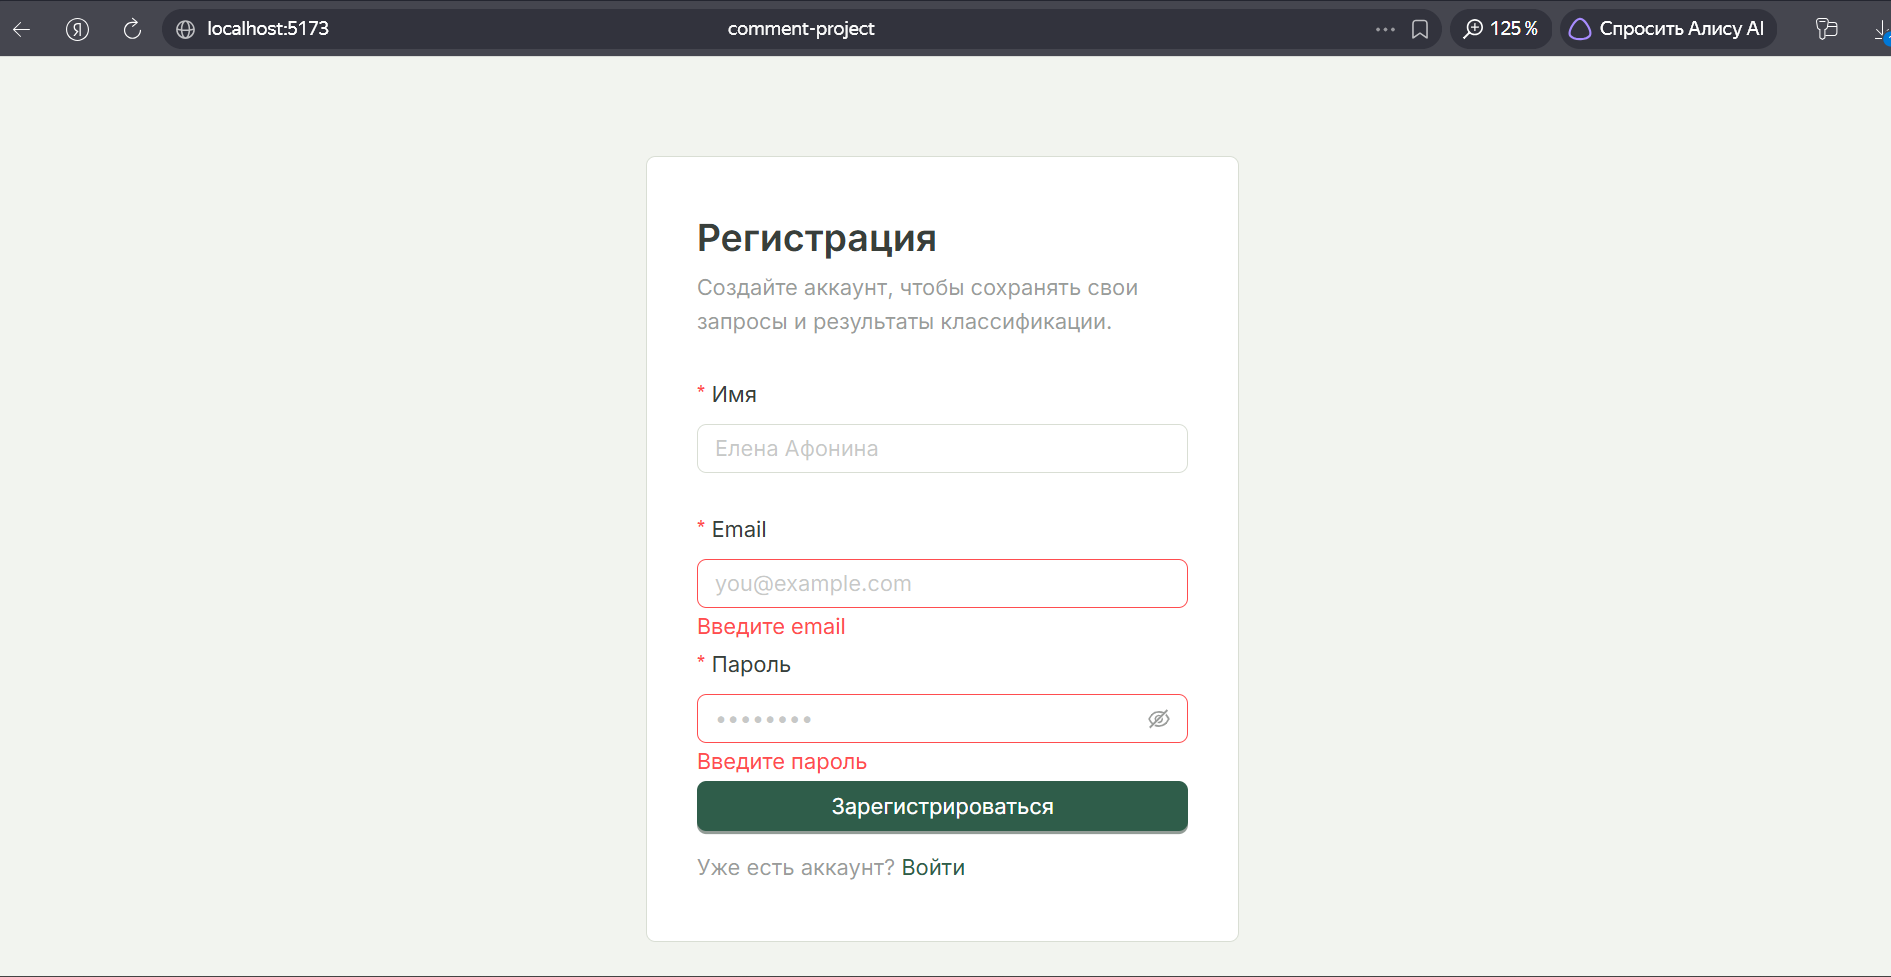 localhost:5173
comment-project
125 %
Спросить Алису AI
Регистрация
Создайте аккаунт, чтобы сохранять свои
запросы и результаты классификации.
* Имя
Елена Афонина
* Email
you@example.com
Введите email
* Пароль
••••••••
Введите пароль
Зарегистрироваться
Уже есть аккаунт? Войти